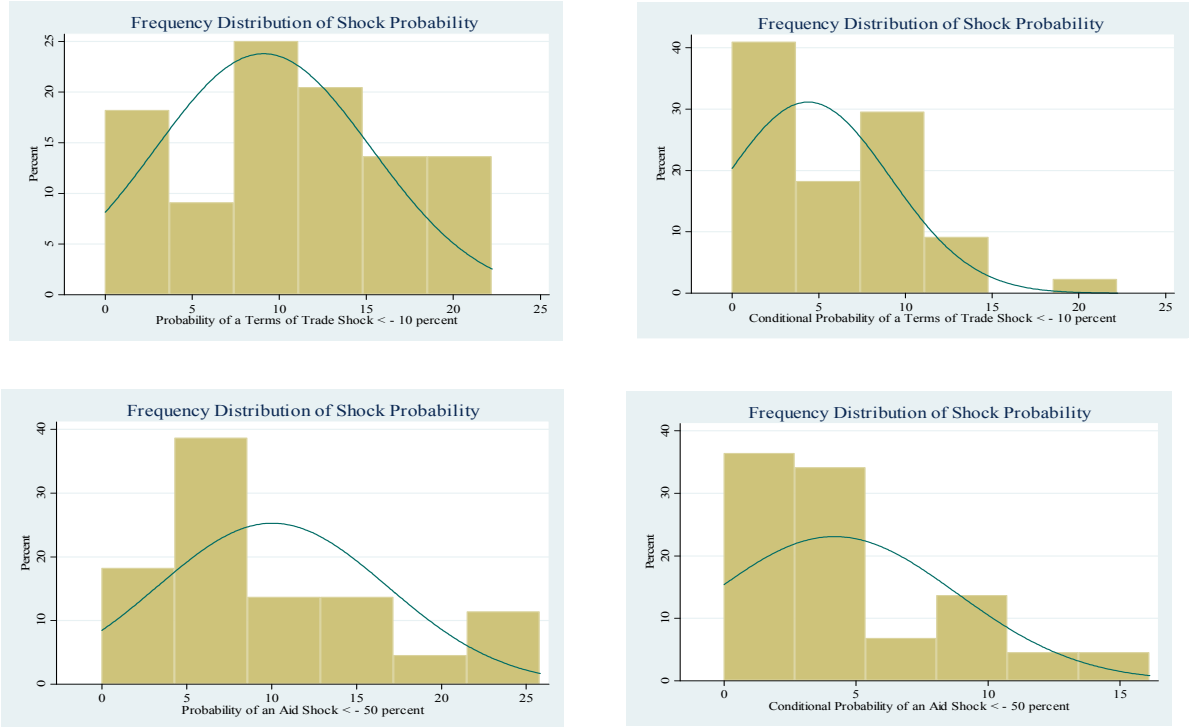 Frequency Distribution of Shock Probability
Percent
25
20
15
10
5
0
0 5 10 15 20 25
Probability of a Terms of Trade Shock < - 10 percent
Frequency Distribution of Shock Probability
Percent
40
30
20
10
0
0 5 10 15 20 25
Conditional Probability of a Terms of Trade Shock < - 10 percent
Frequency Distribution of Shock Probability
Percent
40
30
20
10
0
0 5 10 15 20 25
Probability of an Aid Shock < - 50 percent
Frequency Distribution of Shock Probability
Percent
40
30
20
10
0
0 5 10 15
Conditional Probability of an Aid Shock < - 50 percent